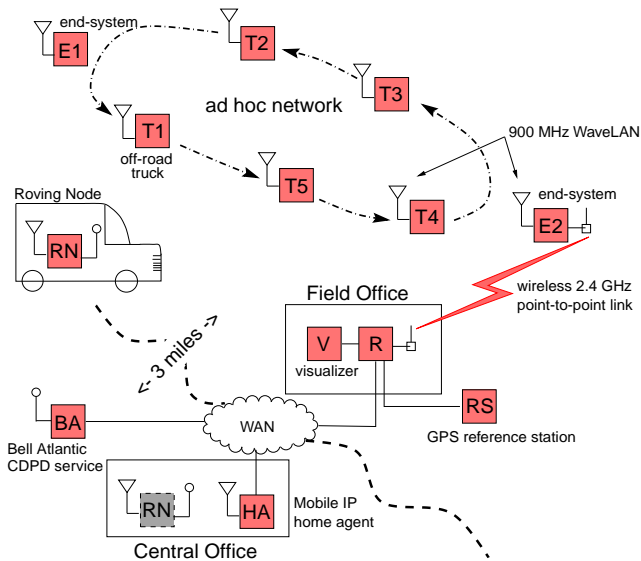 end-system
E1
T2
T3
ad hoc network
T1
off-road
truck
900 MHz WaveLAN
T5
T4
end-system
E2
Roving Node
RN
wireless 2.4 GHz
point-to-point link
Field Office
V
R
visualizer
<- 3 miles ->
RS
GPS reference station
BA
Bell Atlantic
CDPD service
WAN
RN
HA
Mobile IP
home agent
Central Office